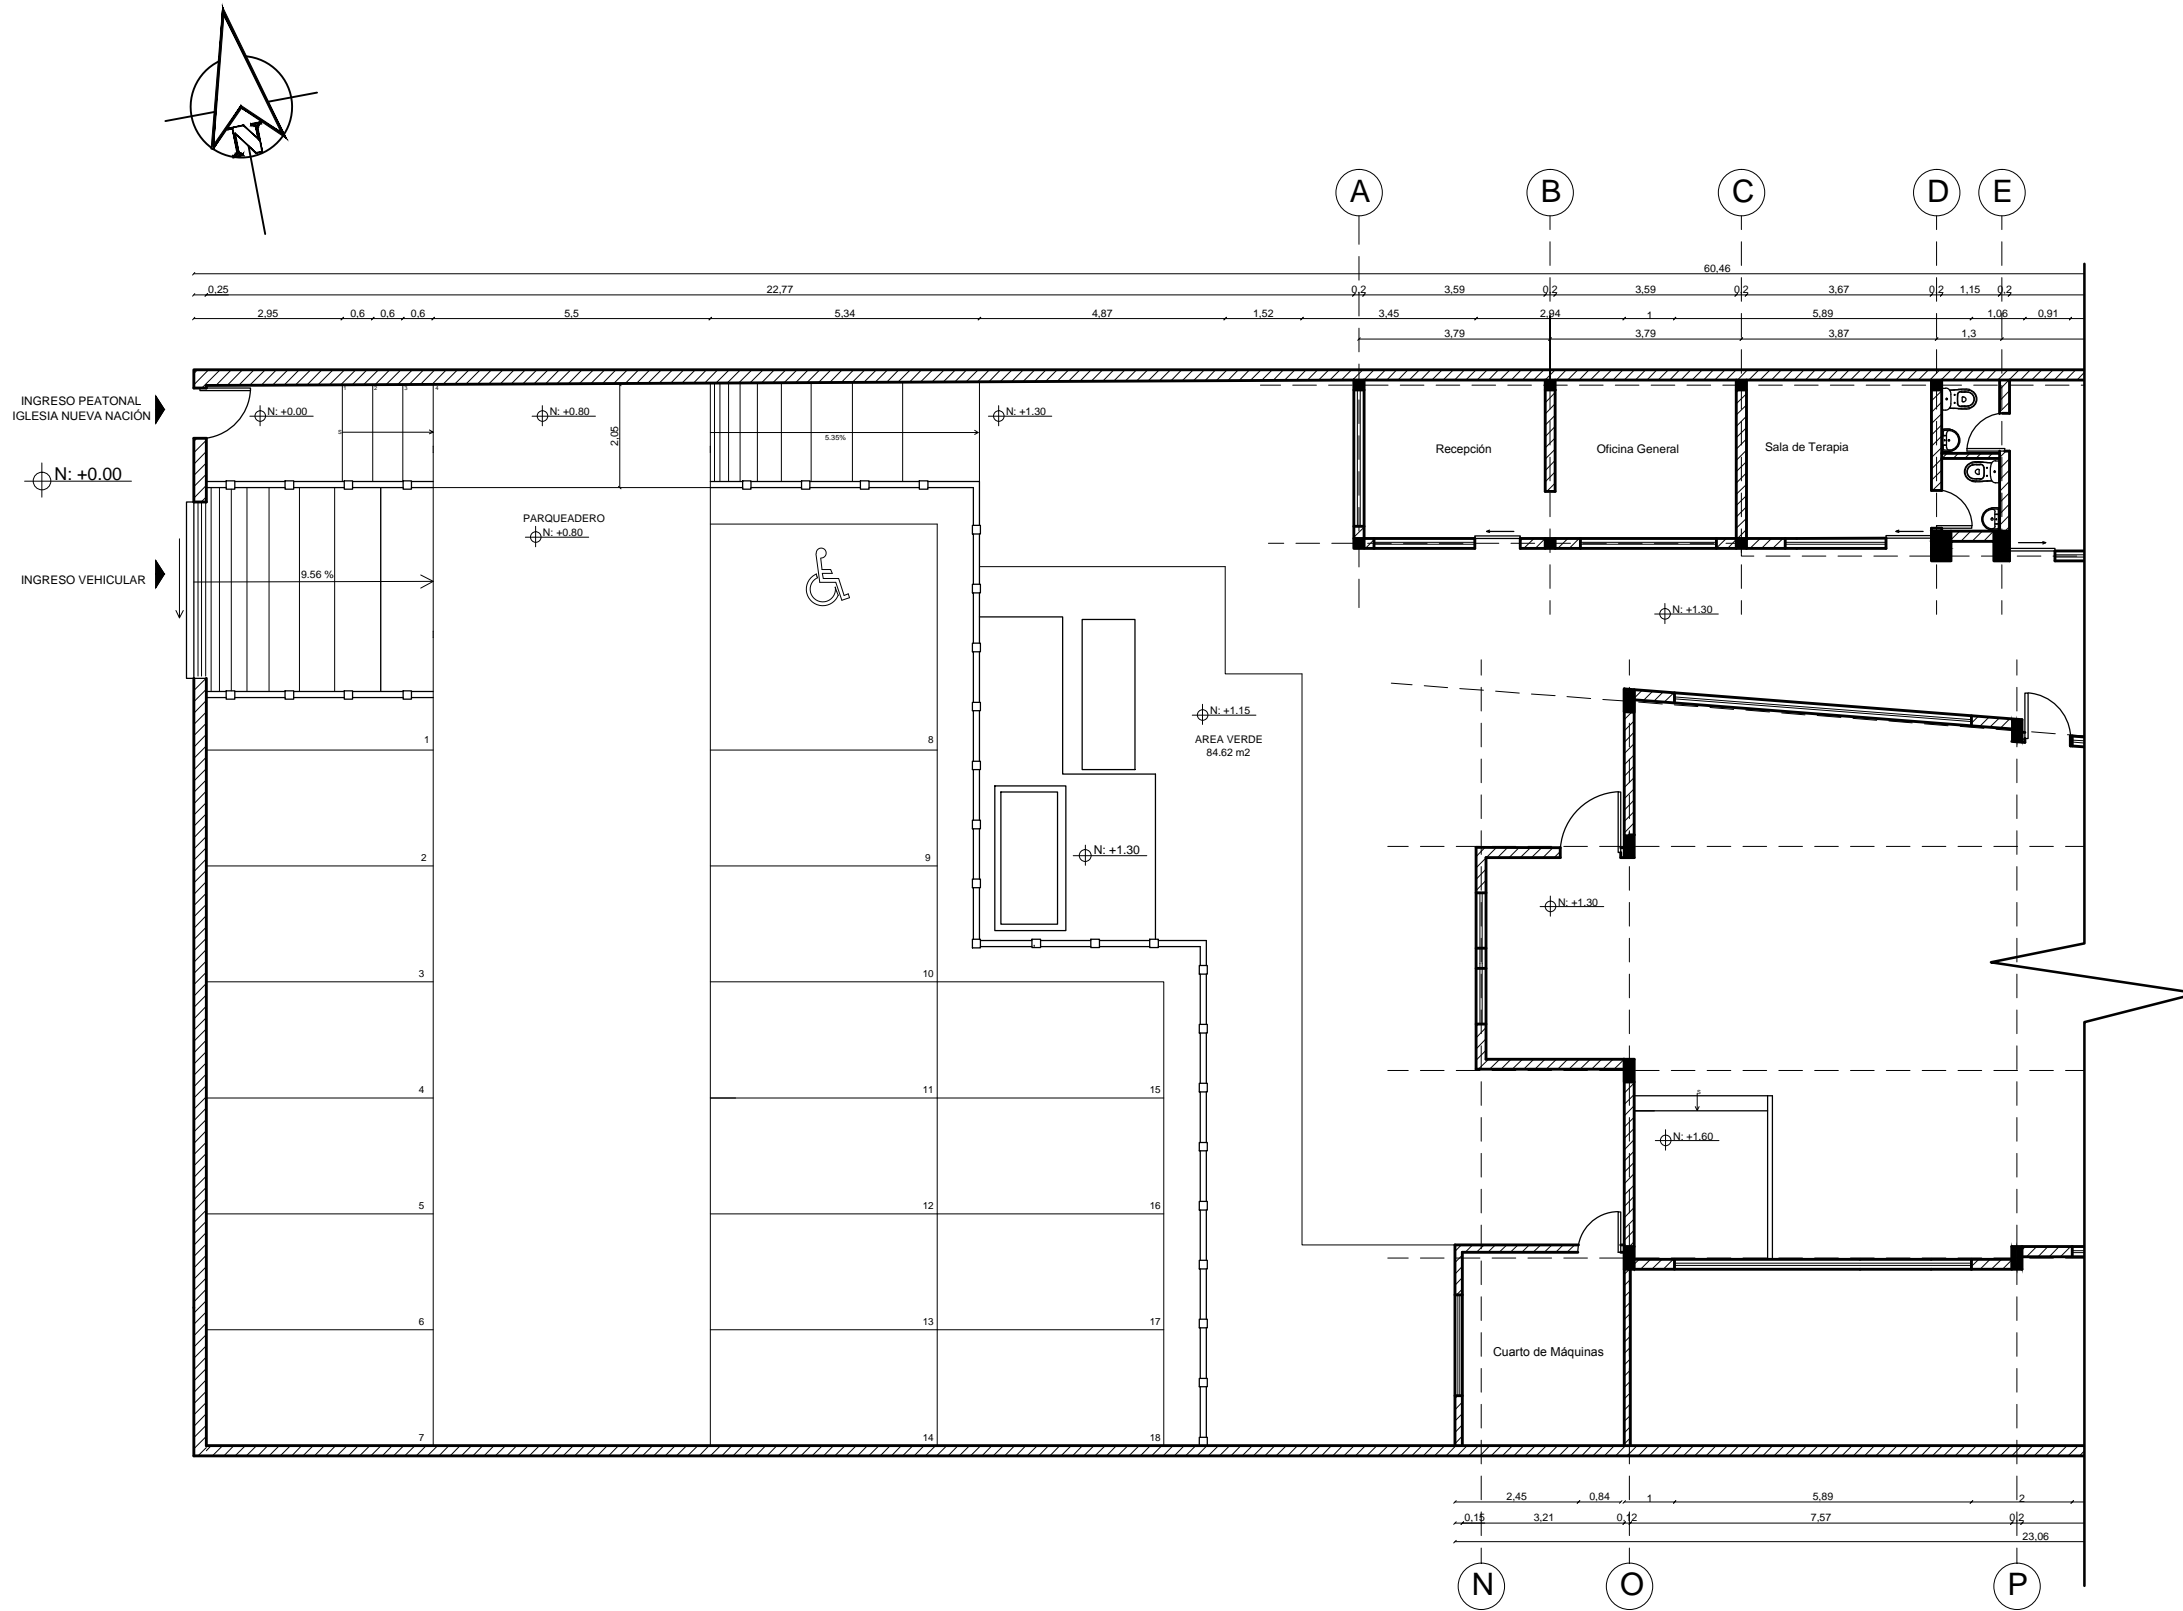 N
A
B
C
D
E
60,46
0,25
22,77
0,2
3,59
0,2
3,59
0,2
3,67
0,2
1,15
0,2
2,95
0,6
0,6
0,6
5,5
5,34
4,87
1,52
3,45
2,94
1
5,89
1,06
0,91
3,79
3,79
3,87
1,3
INGRESO PEATONAL
IGLESIA NUEVA NACIÓN
N: +0.00
1
2
3
4
N: +0.80
2,05
N: +1.30
S
5.35%
Recepción
Oficina General
Sala de Terapia
N: +0.00
PARQUEADERO
N: +0.80
INGRESO VEHICULAR
9.56 %
N: +1.30
N: +1.15
AREA VERDE
84.62 m2
1
8
N: +1.30
2
9
N: +1.30
3
10
4
11
15
S
N: +1.60
5
12
16
6
13
17
Cuarto de Máquinas
7
14
18
2,45
0,84
1
5,89
2
0,15
3,21
0,12
7,57
0,2
23,06
N
O
P